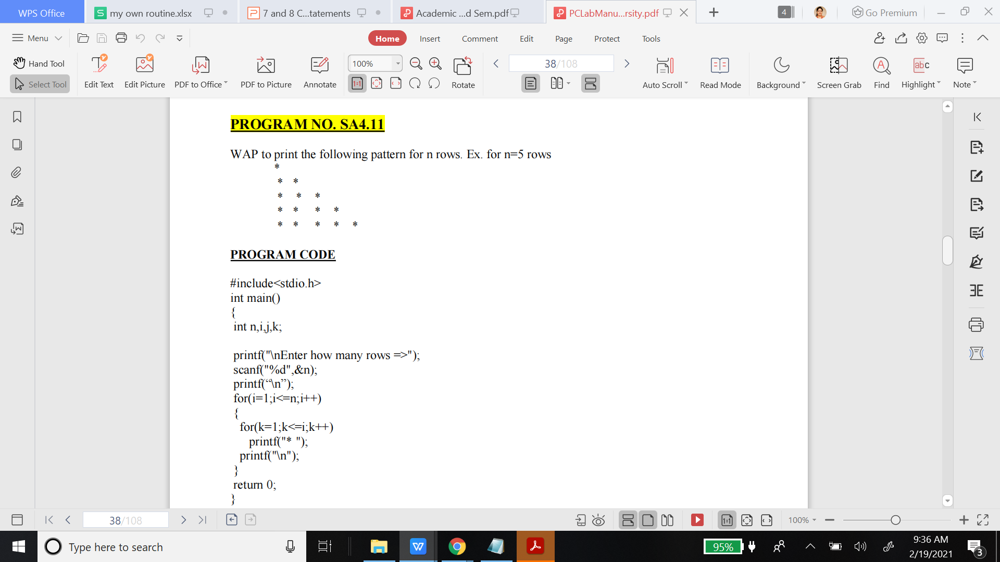 WPS Office
my own routine.xlsx
7 and 8 C...tatements
Academic ...d Sem.pdf
PCLabManu...rsity.pdf
4
Go Premium
Menu
Home
Insert
Comment
Edit
Page
Protect
Tools
Hand Tool
Select Tool
Edit Text
Edit Picture
PDF to Office
PDF to Picture
Annotate
100%
Rotate
38/108
Auto Scroll
Read Mode
Background
Screen Grab
Find
Highlight
Note
PROGRAM NO. SA4.11
WAP to print the following pattern for n rows. Ex. for n=5 rows
*
* *
* * *
* * * *
* * * * *
PROGRAM CODE
#include<stdio.h>
int main()
{
int n,i,j,k;
printf("\nEnter how many rows =>");
scanf("%d",&n);
printf(“\n”);
for(i=1;i<=n;i++)
{
for(k=1;k<=i;k++)
printf("* ");
printf("\n");
}
return 0;
}
38/108
100%
Type here to search
95%
9:36 AM
2/19/2021
3